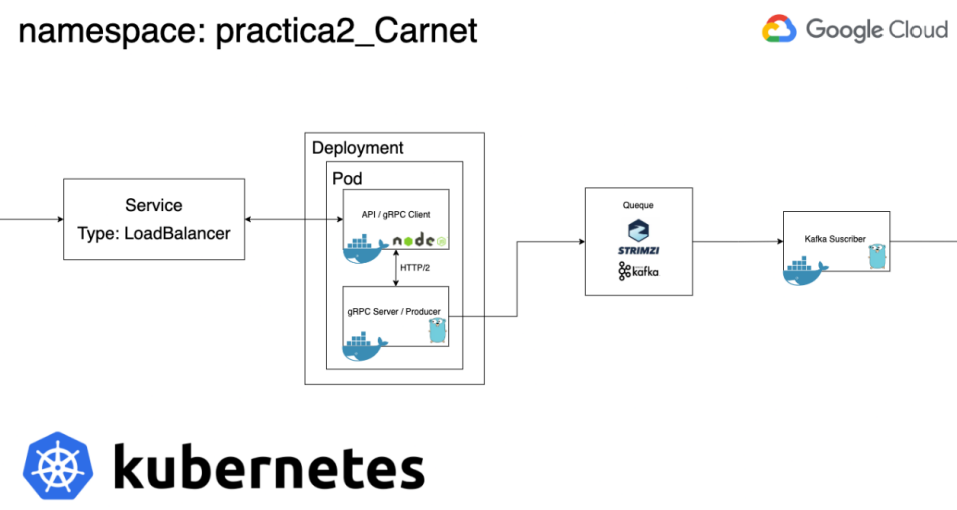 namespace: practica2_Carnet
Google Cloud
Deployment
Pod
Service
Type: LoadBalancer
API / gRPC Client
node
JS
HTTP/2
gRPC Server / Producer
Queque
STRIMZI
kafka
Kafka Suscriber
kubernetes